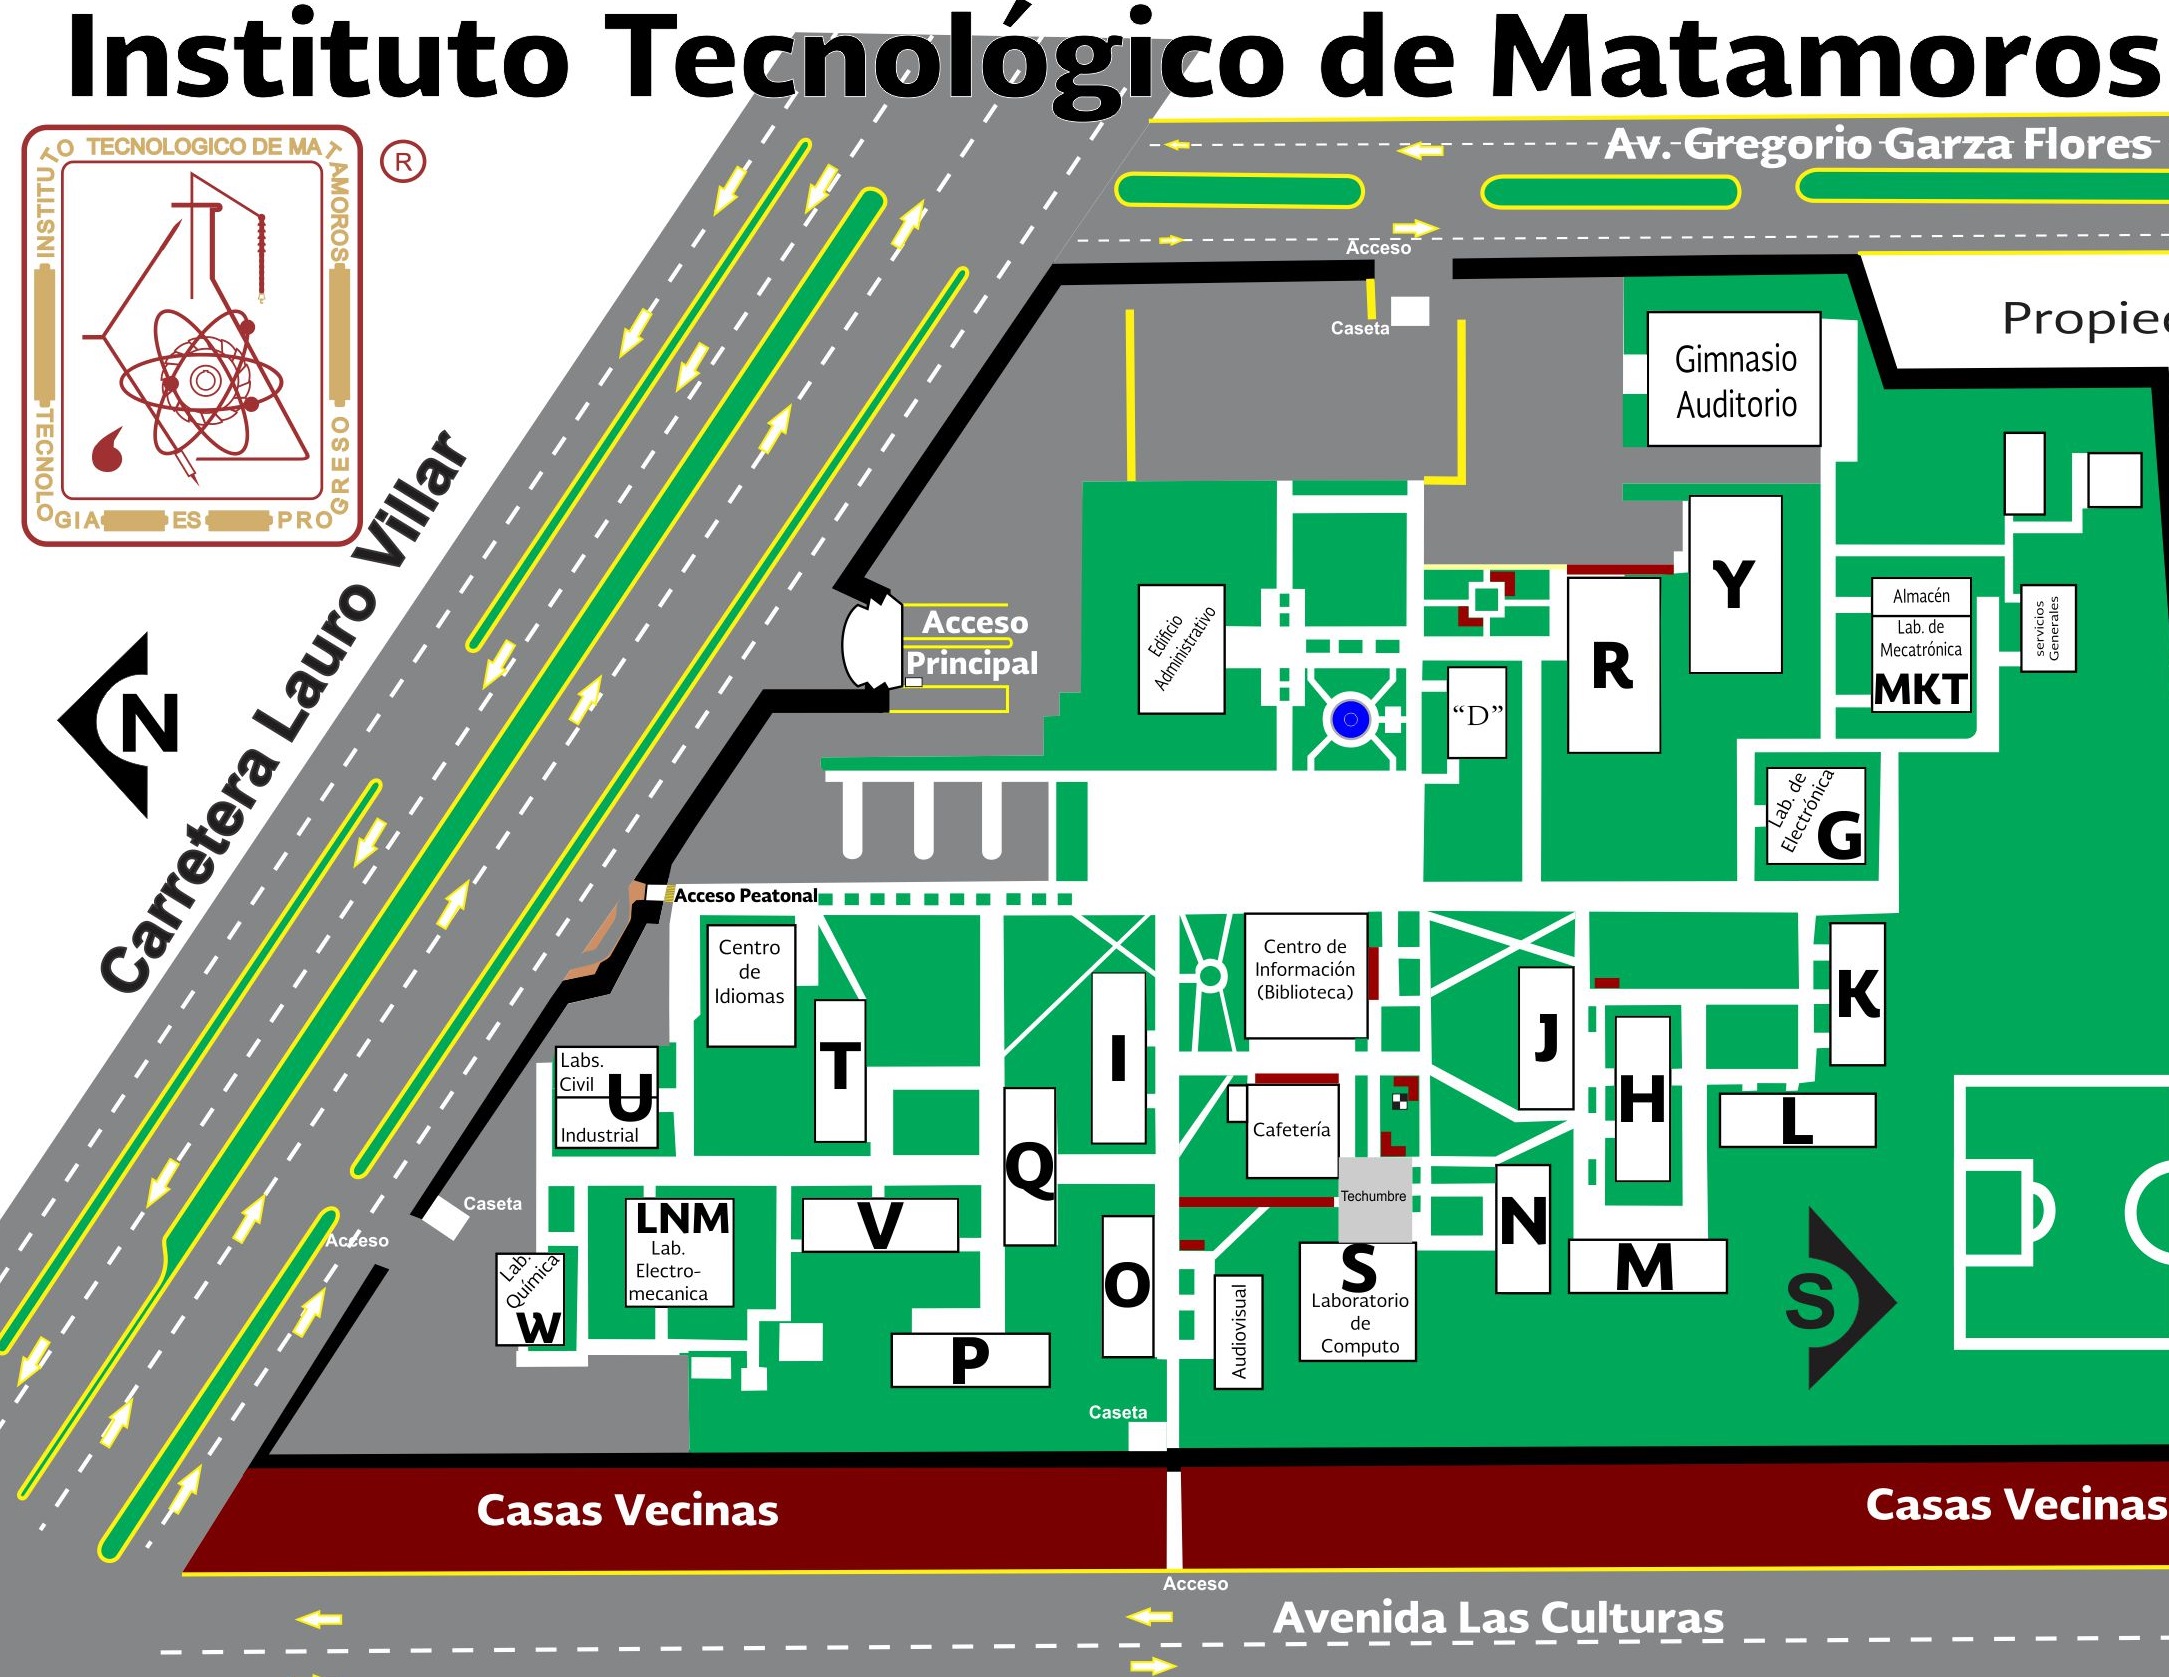 Instituto Tecnológico de Matamoros
INSTITUTO TECNOLOGICO DE MATAMOROS
TECNOLOGIA ES PROGRESO
R
Av. Gregorio Garza Flores
Acceso
Caseta
Gimnasio
Auditorio
Carretera Lauro Villar
N
Acceso
Principal
Edificio
Administrativo
"D"
R
Y
Almacén
Lab. de
Mecatrónica
MKT
servicios
Generales
Lab. de
Electrónica
G
Acceso Peatonal
Centro
de
Idiomas
T
I
Centro de
Información
(Biblioteca)
J
K
H
L
Labs.
Civil
U
Industrial
Q
Cafetería
Techumbre
Caseta
Acceso
LNM
Lab.
Electro-
mecanica
V
O
S
Laboratorio
de
Computo
N
M
S
Lab.
Química
W
P
Audiovisual
Caseta
Casas Vecinas
Casas Vecinas
Acceso
Avenida Las Culturas